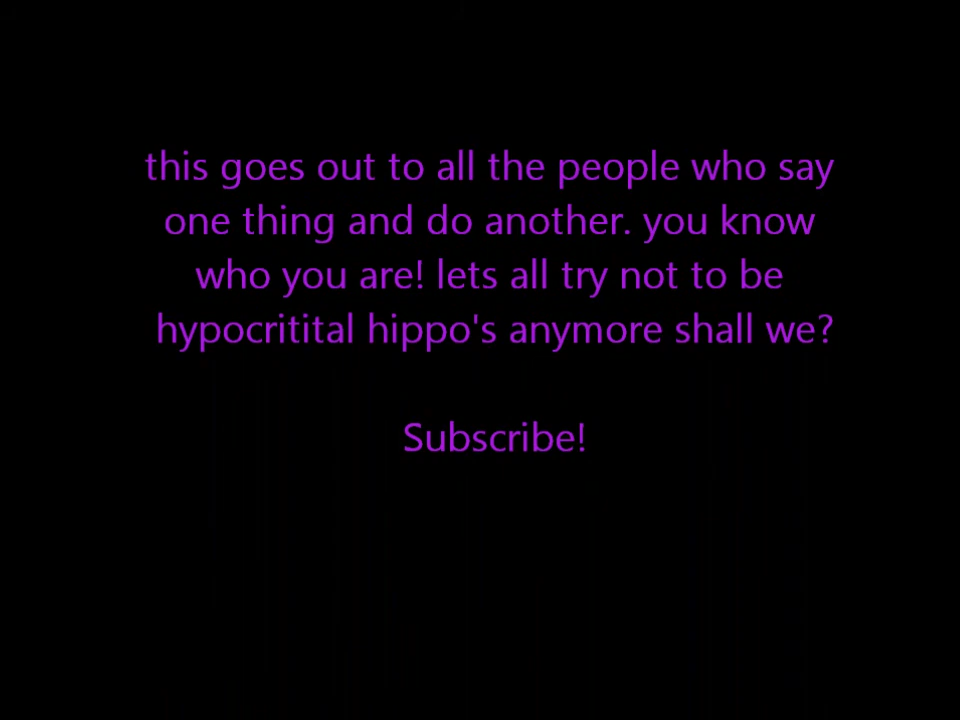 this goes out to all the people who say
one thing and do another. you know
who you are! lets all try not to be
hypocritital hippo's anymore shall we?
Subscribe!